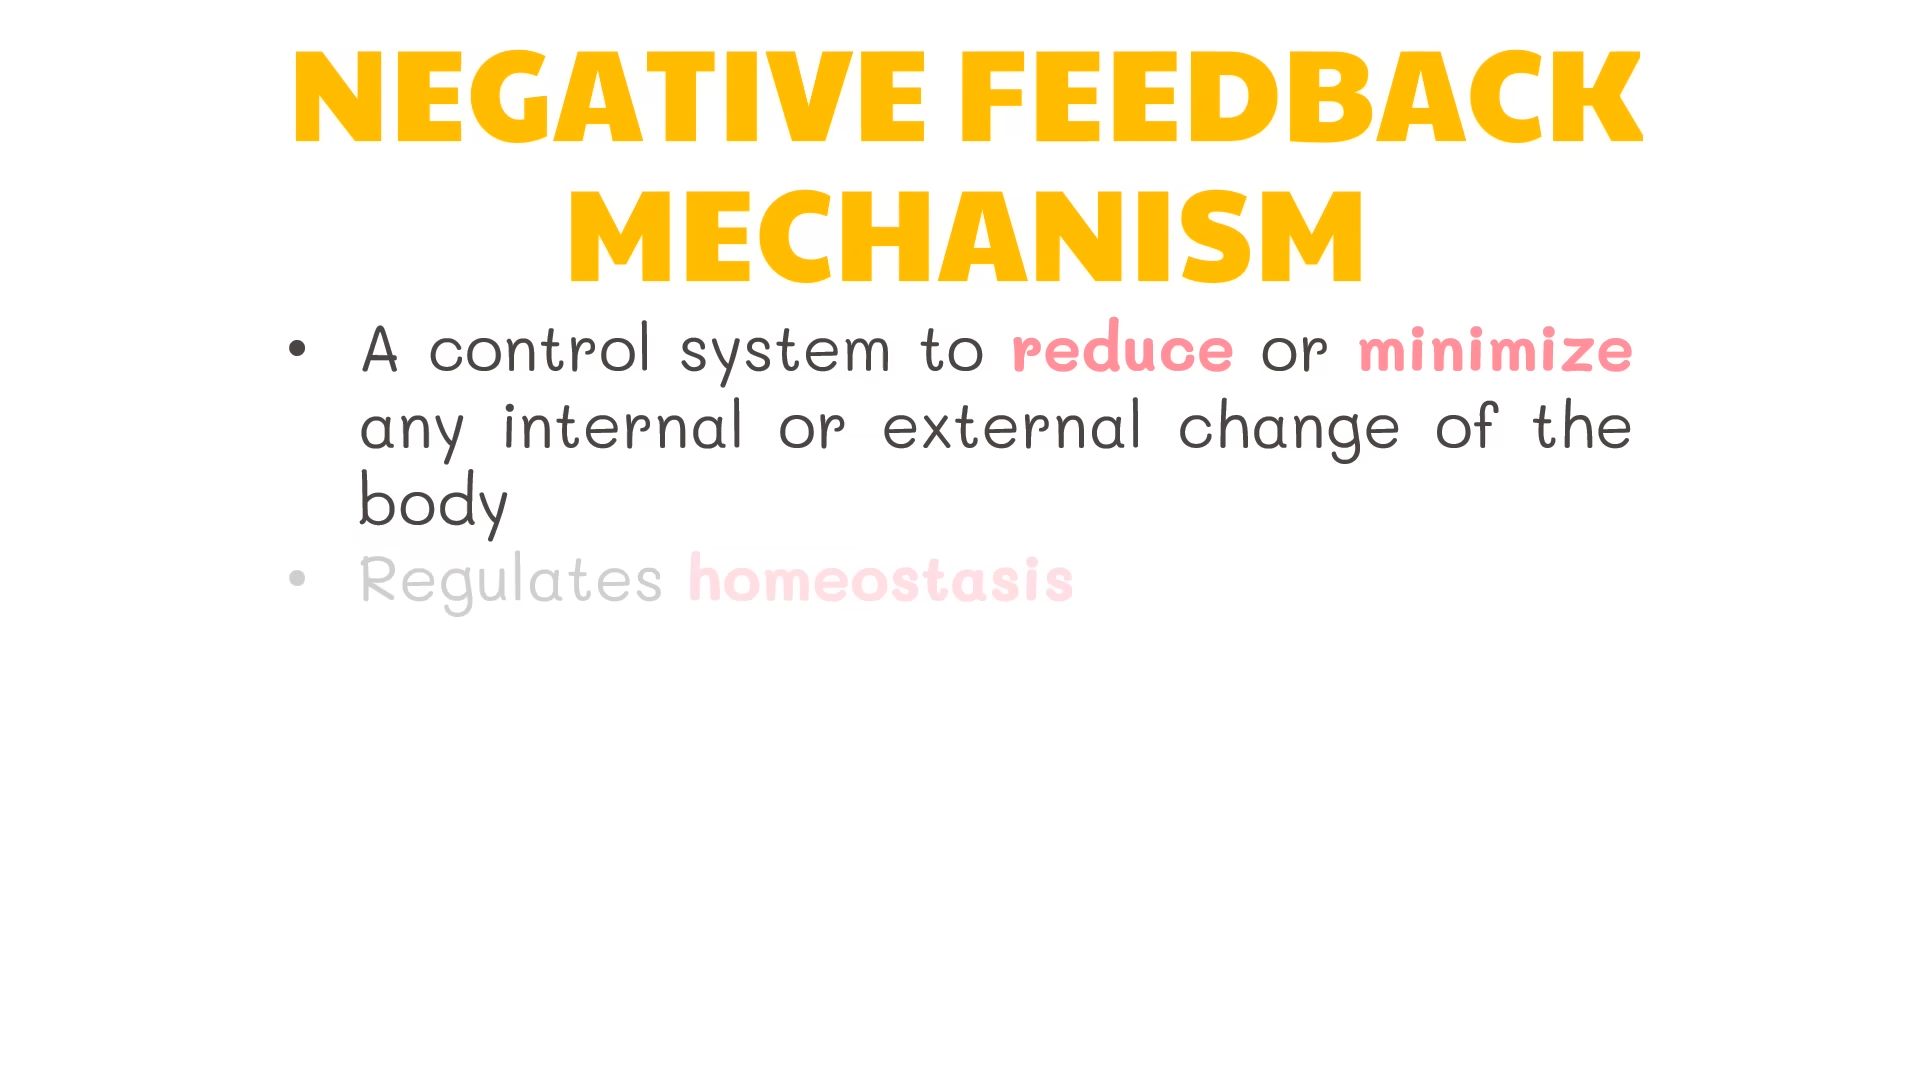 NEGATIVE FEEDBACK
MECHANISM
• A control system to reduce or minimize
any internal or external change of the
body
• Regulates homeostasis